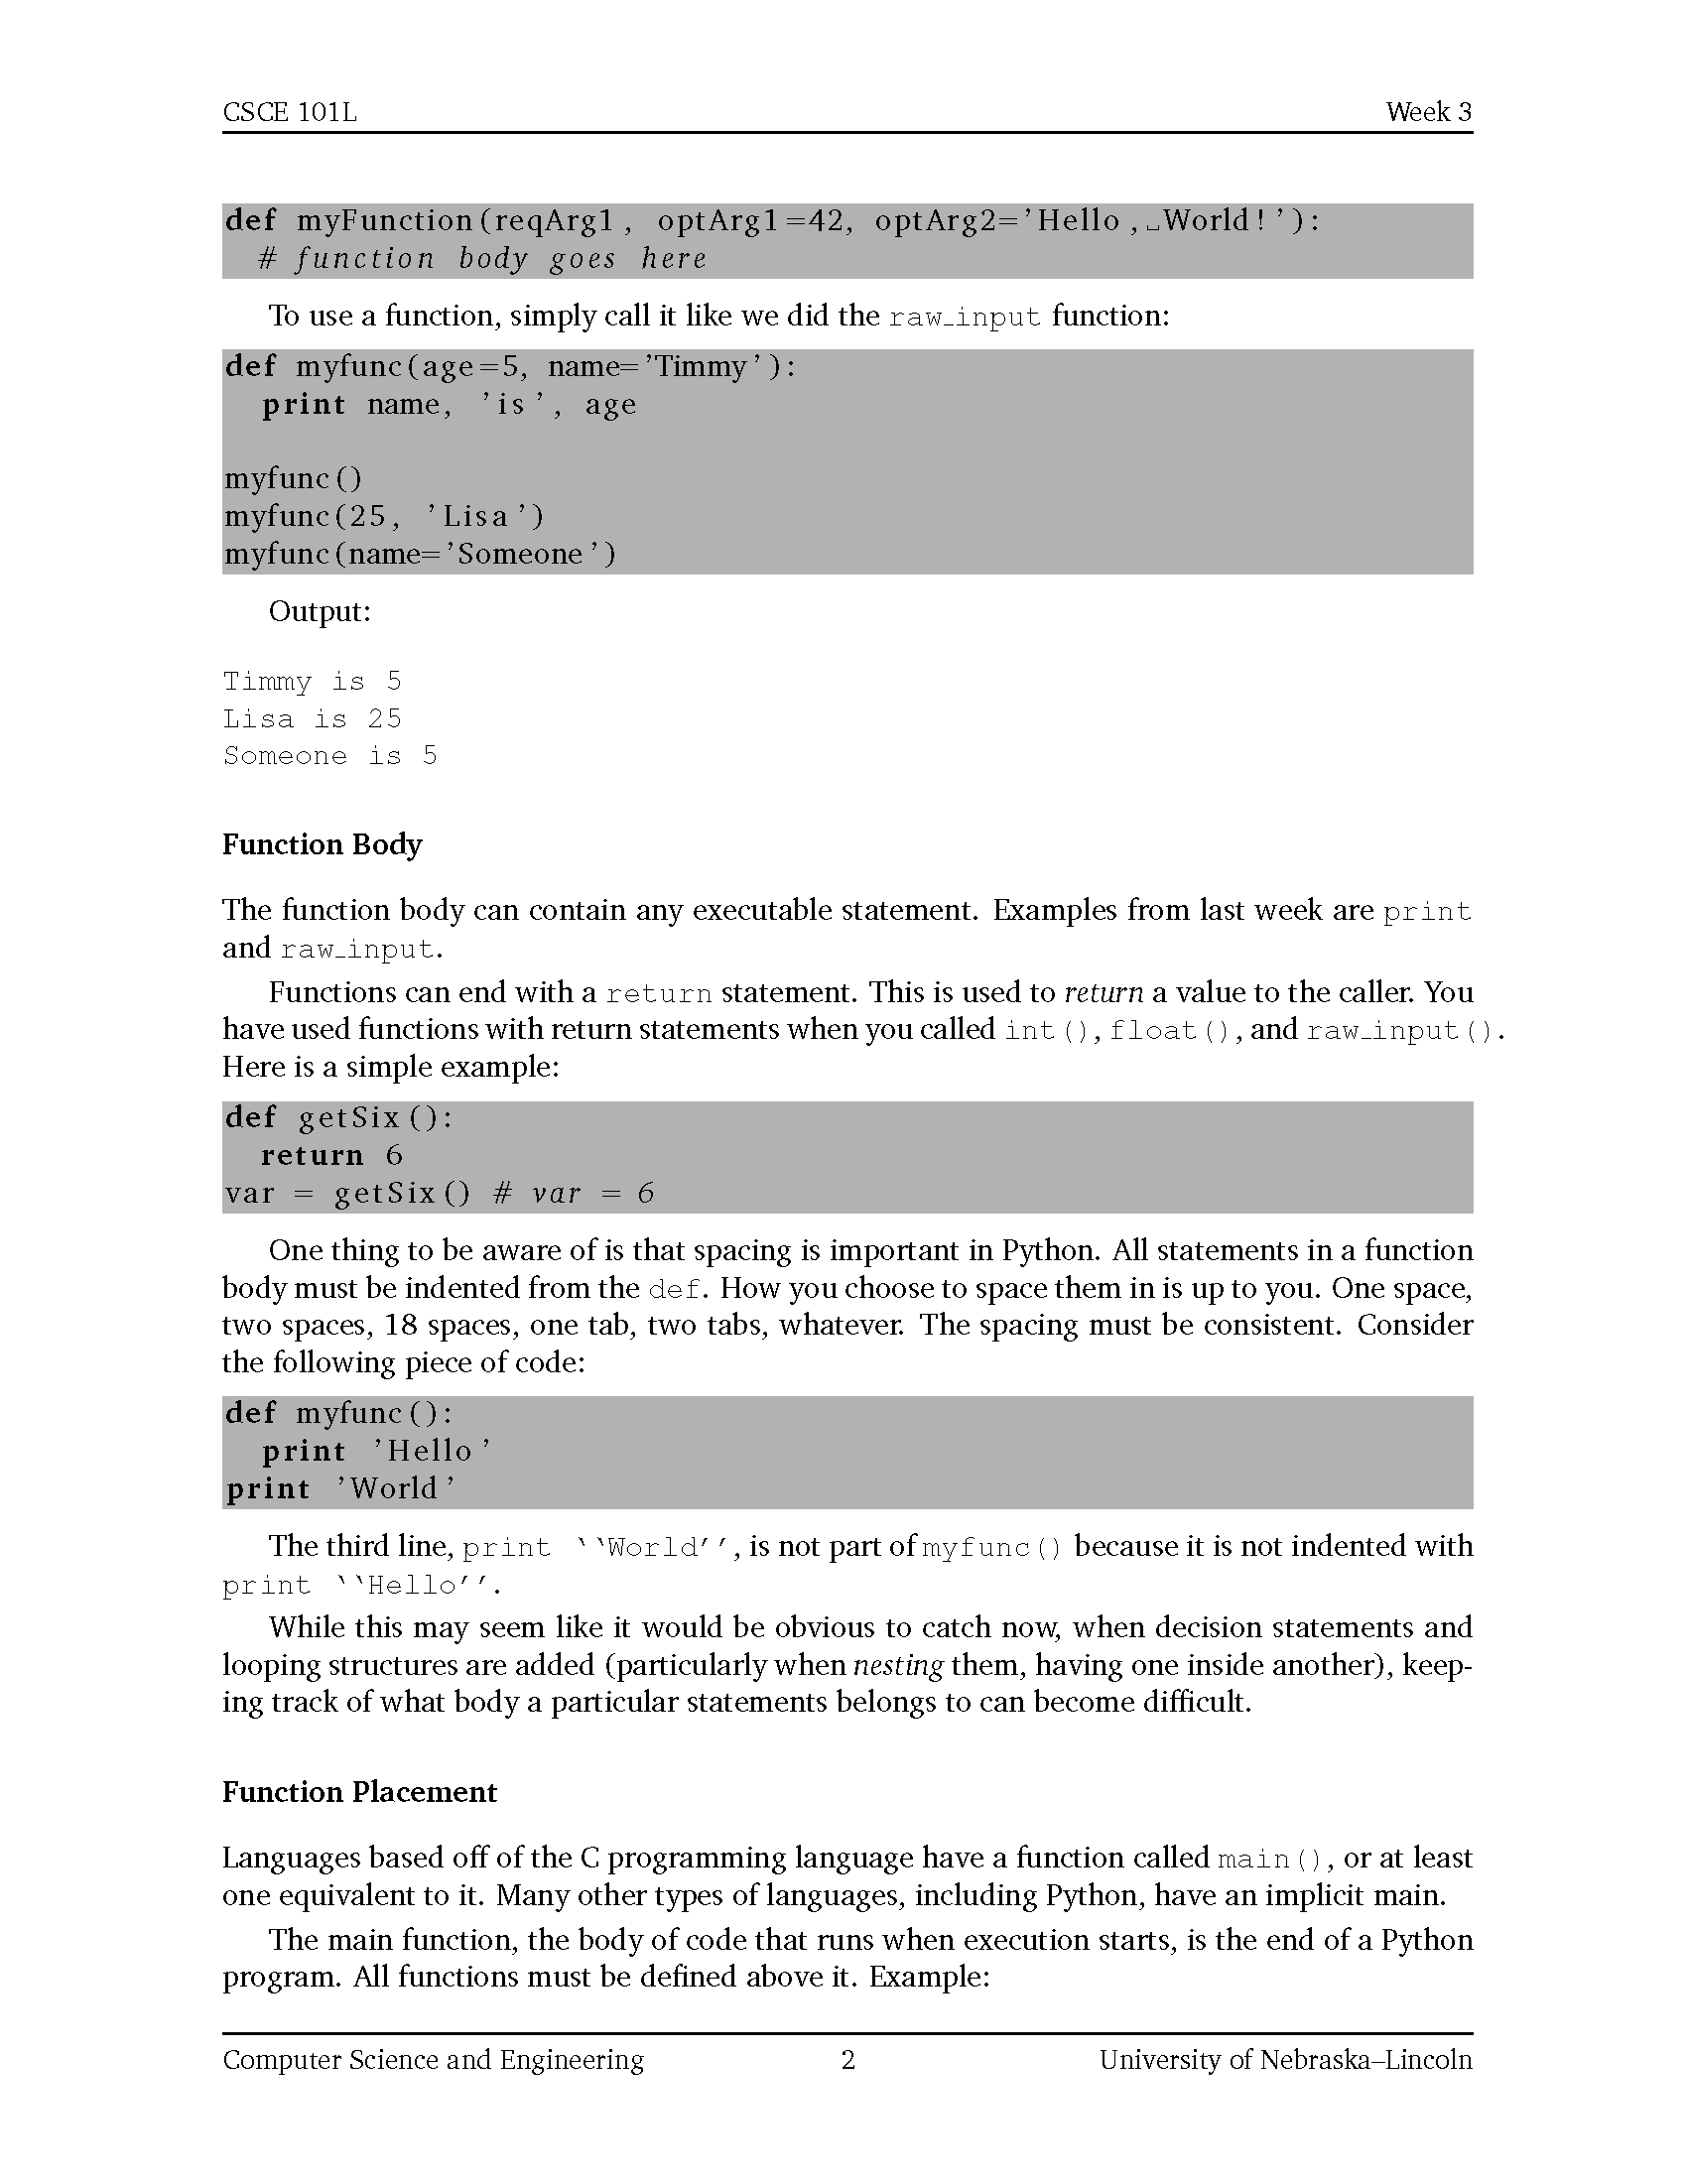 CSCE 101L Week 3
def myFunction(reqArg1, optArg1=42, optArg2='Hello,␣World!'):
  # function body goes here
To use a function, simply call it like we did the raw_input function:
def myfunc(age=5, name='Timmy'):
  print name, 'is', age
myfunc()
myfunc(25, 'Lisa')
myfunc(name='Someone')
Output:
Timmy is 5
Lisa is 25
Someone is 5
Function Body
The function body can contain any executable statement. Examples from last week are print
and raw_input.
Functions can end with a return statement. This is used to return a value to the caller. You
have used functions with return statements when you called int(), float(), and raw_input().
Here is a simple example:
def getSix():
  return 6
var = getSix() # var = 6
One thing to be aware of is that spacing is important in Python. All statements in a function
body must be indented from the def. How you choose to space them in is up to you. One space,
two spaces, 18 spaces, one tab, two tabs, whatever. The spacing must be consistent. Consider
the following piece of code:
def myfunc():
  print 'Hello'
print 'World'
The third line, print ``World'', is not part of myfunc() because it is not indented with
print ``Hello''.
While this may seem like it would be obvious to catch now, when decision statements and
looping structures are added (particularly when nesting them, having one inside another), keep-
ing track of what body a particular statements belongs to can become difficult.
Function Placement
Languages based off of the C programming language have a function called main(), or at least
one equivalent to it. Many other types of languages, including Python, have an implicit main.
The main function, the body of code that runs when execution starts, is the end of a Python
program. All functions must be defined above it. Example:
Computer Science and Engineering 2 University of Nebraska–Lincoln